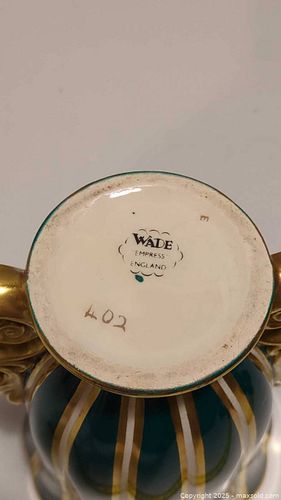 E
WADE
EMPRESS
ENGLAND
402
Copyright 2025 - maxsold.com